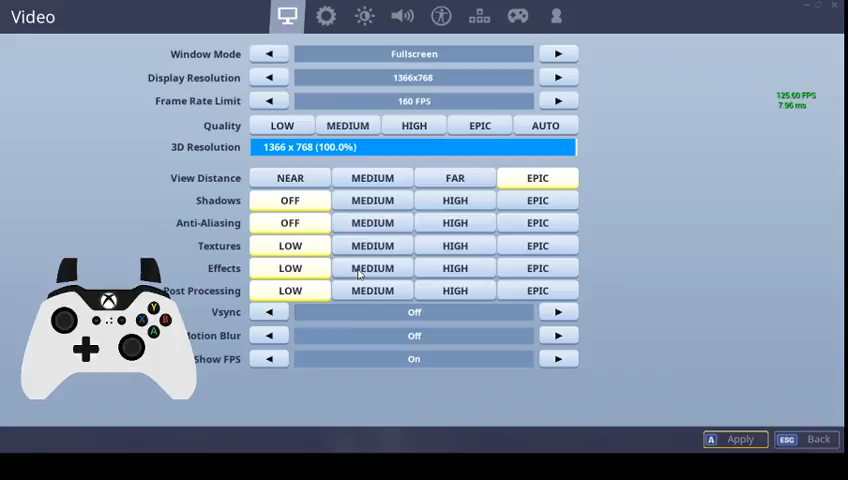 Video
Window Mode Fullscreen
Display Resolution 1366x768
Frame Rate Limit 160 FPS
125.60 FPS
7.96 ms
Quality LOW MEDIUM HIGH EPIC AUTO
3D Resolution 1366 x 768 (100.0%)
View Distance NEAR MEDIUM FAR EPIC
Shadows OFF MEDIUM HIGH EPIC
Anti-Aliasing OFF MEDIUM HIGH EPIC
Textures LOW MEDIUM HIGH EPIC
Effects LOW MEDIUM HIGH EPIC
Post Processing LOW MEDIUM HIGH EPIC
Vsync Off
Motion Blur Off
Show FPS On
Y
X B
A
A Apply ESC Back